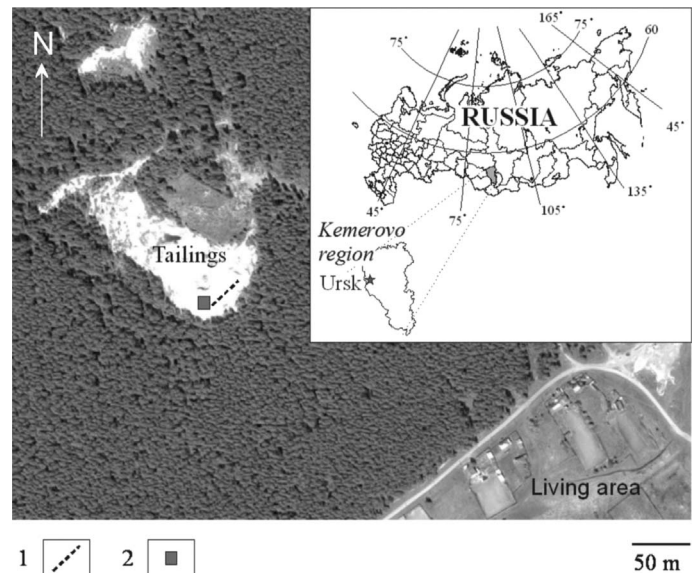 N
165°
75°
75°
60
RUSSIA
45°
135°
45°
75°
105°
Kemerovo
region
Ursk
Tailings
Living area
1
2
50 m